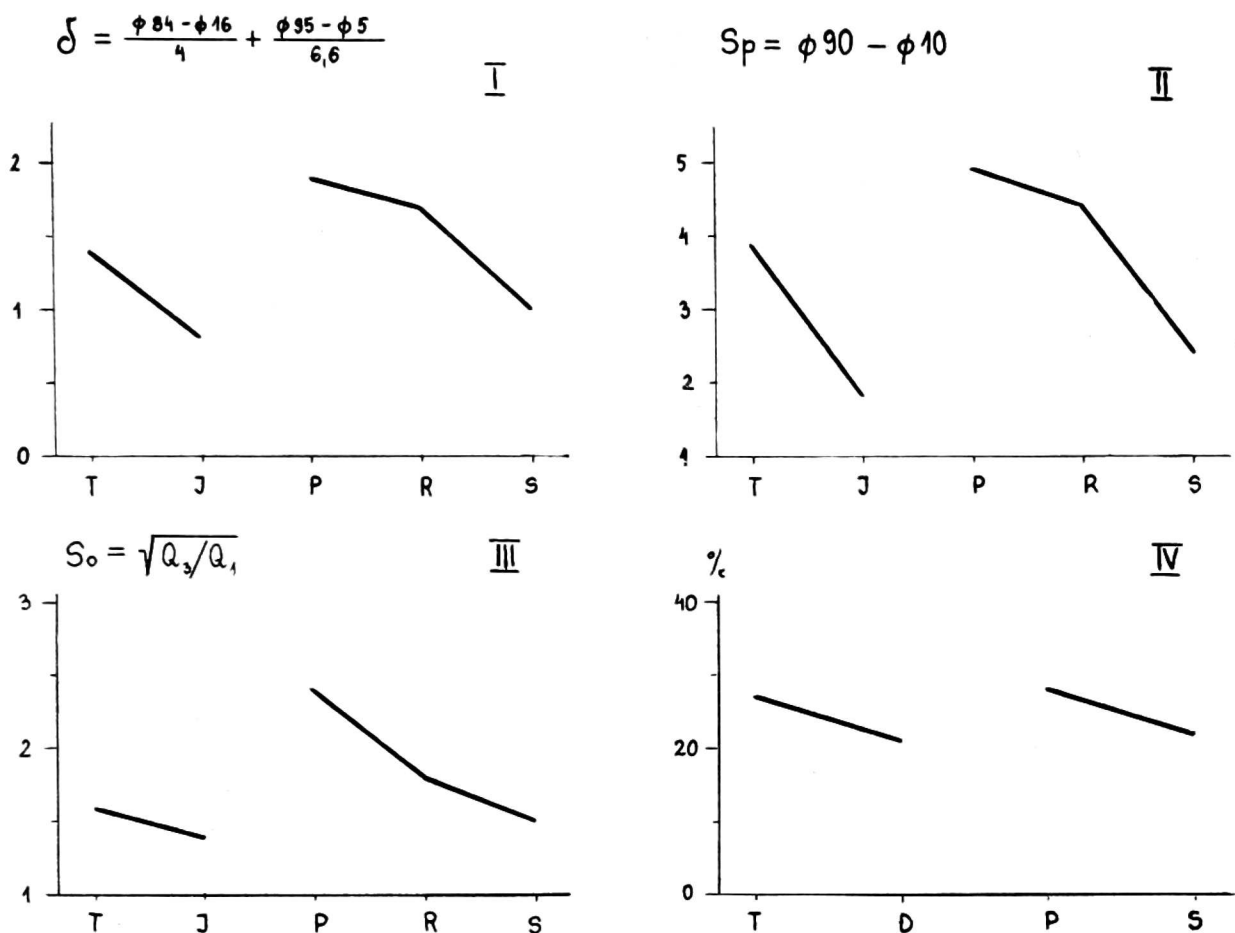 δ = φ84 − φ16 / 4 + φ95 − φ5 / 6,6
I
2
1
0
T J P R S
Sp = φ90 − φ10
II
5
4
3
2
1
T J P R S
So = √Q₃/Q₁
III
3
2
1
T J P R S
%
IV
40
20
0
T D P S